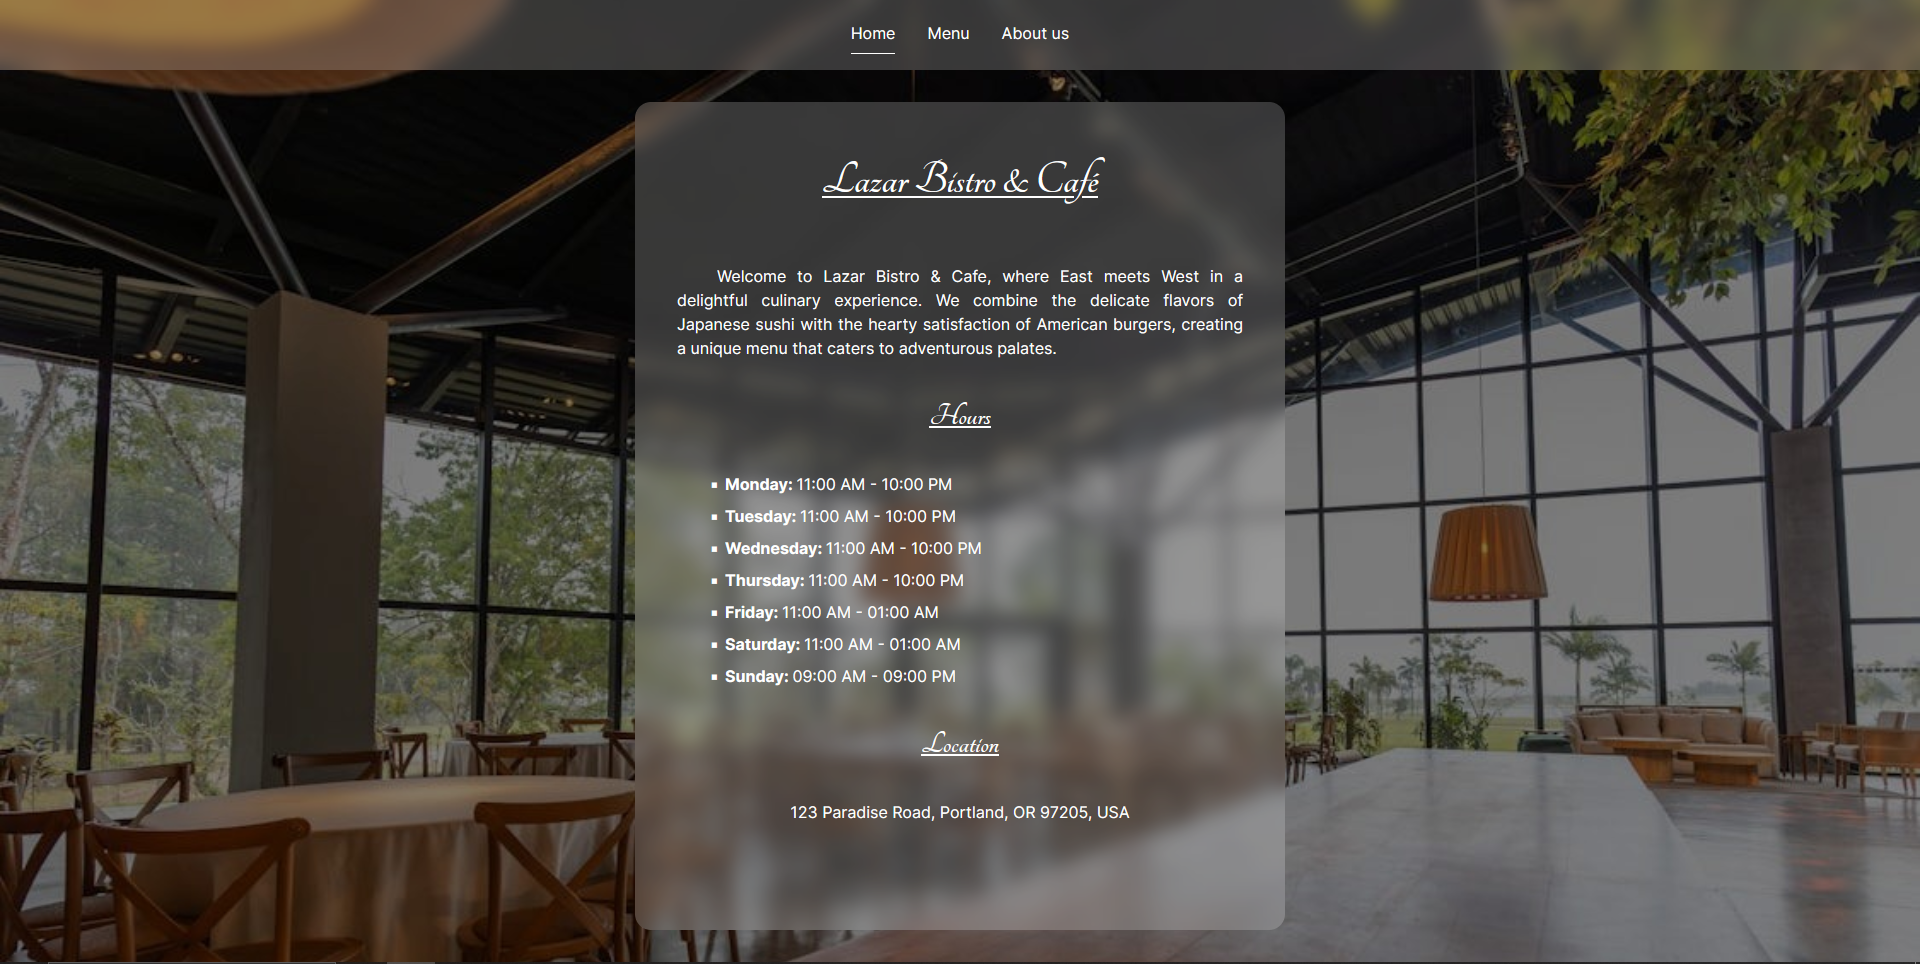 Home Menu About us
Lazar Bistro & Café
Welcome to Lazar Bistro & Cafe, where East meets West in a
delightful culinary experience. We combine the delicate flavors of
Japanese sushi with the hearty satisfaction of American burgers, creating
a unique menu that caters to adventurous palates.
Hours
▪ Monday: 11:00 AM - 10:00 PM
▪ Tuesday: 11:00 AM - 10:00 PM
▪ Wednesday: 11:00 AM - 10:00 PM
▪ Thursday: 11:00 AM - 10:00 PM
▪ Friday: 11:00 AM - 01:00 AM
▪ Saturday: 11:00 AM - 01:00 AM
▪ Sunday: 09:00 AM - 09:00 PM
Location
123 Paradise Road, Portland, OR 97205, USA